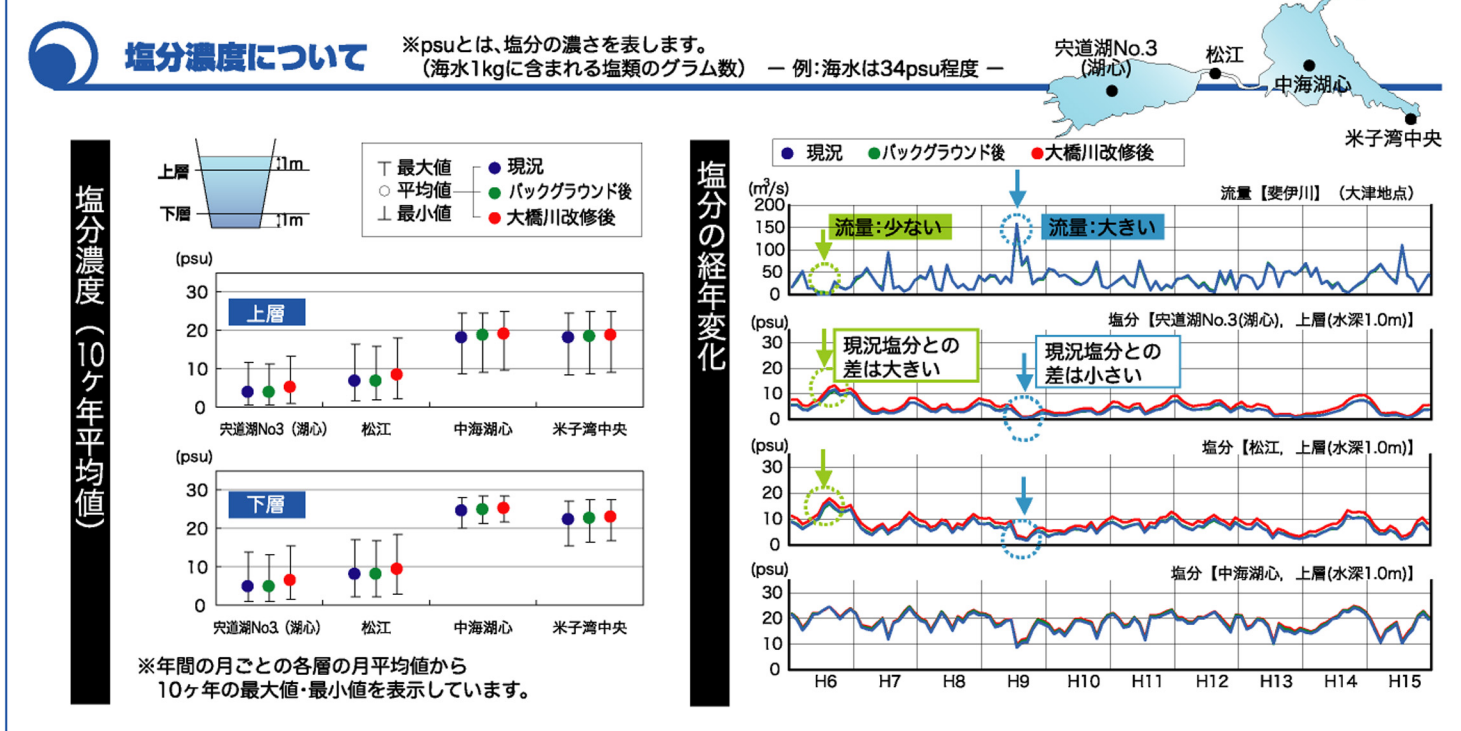 塩分濃度について
※psuとは、塩分の濃さを表します。
（海水1kgに含まれる塩類のグラム数） － 例：海水は34psu程度 －
宍道湖No.3
(湖心)
松江
中海湖心
米子湾中央
塩分濃度（10ヶ年平均値）
上層
1m
下層
1m
最大値
平均値
最小値
現況
バックグラウンド後
大橋川改修後
(psu)
上層
30
20
10
0
宍道湖No3（湖心）
松江
中海湖心
米子湾中央
(psu)
下層
30
20
10
0
宍道湖No3.（湖心）
松江
中海湖心
米子湾中央
※年間の月ごとの各層の月平均値から
10ヶ年の最大値・最小値を表示しています。
塩分の経年変化
現況 バックグラウンド後 大橋川改修後
(m³/s)
流量【斐伊川】（大津地点）
200
150
100
50
0
流量：少ない
流量：大きい
(psu)
塩分【宍道湖No.3(湖心)，上層(水深1.0m)】
30
20
10
0
現況塩分との
差は大きい
現況塩分との
差は小さい
(psu)
塩分【松江，上層(水深1.0m)】
30
20
10
0
(psu)
塩分【中海湖心，上層(水深1.0m)】
30
20
10
0
H6 H7 H8 H9 H10 H11 H12 H13 H14 H15